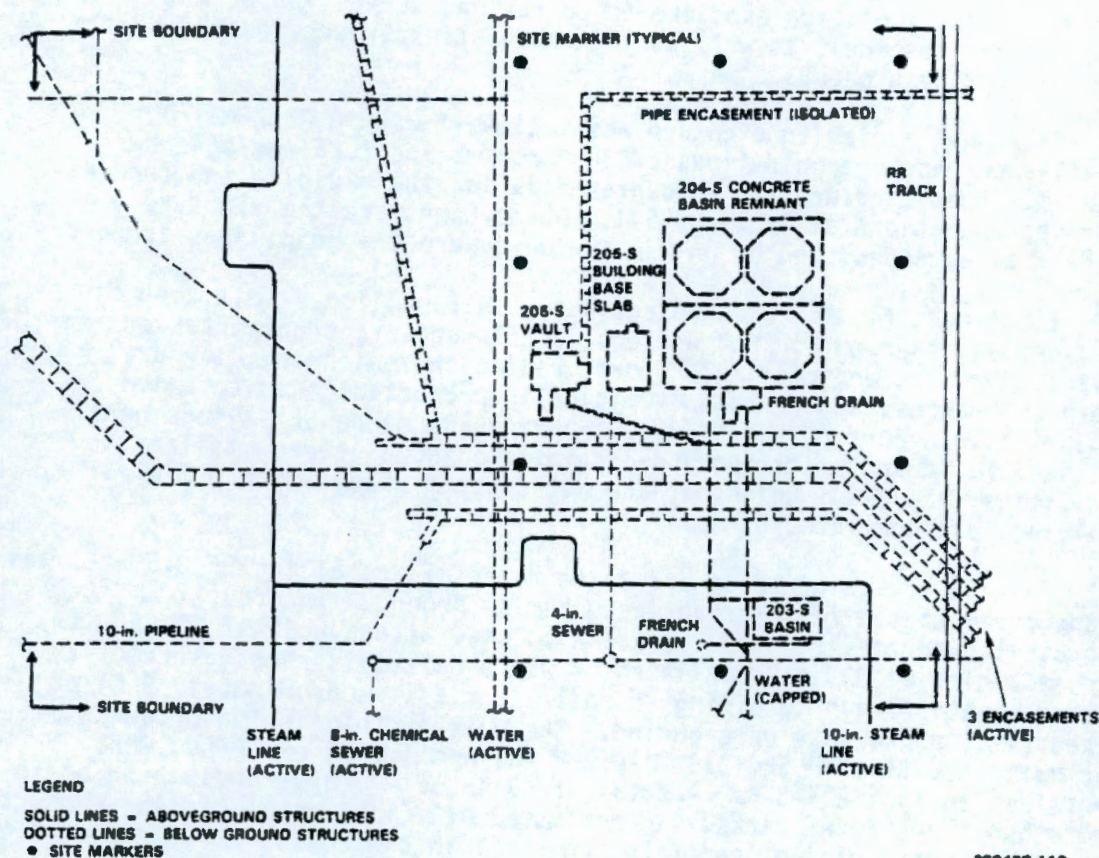 SITE BOUNDARY
SITE MARKER (TYPICAL)
PIPE ENCASEMENT (ISOLATED)
RR
TRACK
204-S CONCRETE
BASIN REMNANT
205-S
BUILDING
BASE
SLAB
206-S
VAULT
FRENCH DRAIN
10-in. PIPELINE
4-in.
SEWER
FRENCH
DRAIN
203-S
BASIN
WATER
(CAPPED)
SITE BOUNDARY
3 ENCASEMENTS
(ACTIVE)
STEAM
LINE
(ACTIVE)
8-in. CHEMICAL
SEWER
(ACTIVE)
WATER
(ACTIVE)
10-in. STEAM
LINE
(ACTIVE)
LEGEND
SOLID LINES = ABOVEGROUND STRUCTURES
DOTTED LINES = BELOW GROUND STRUCTURES
● SITE MARKERS